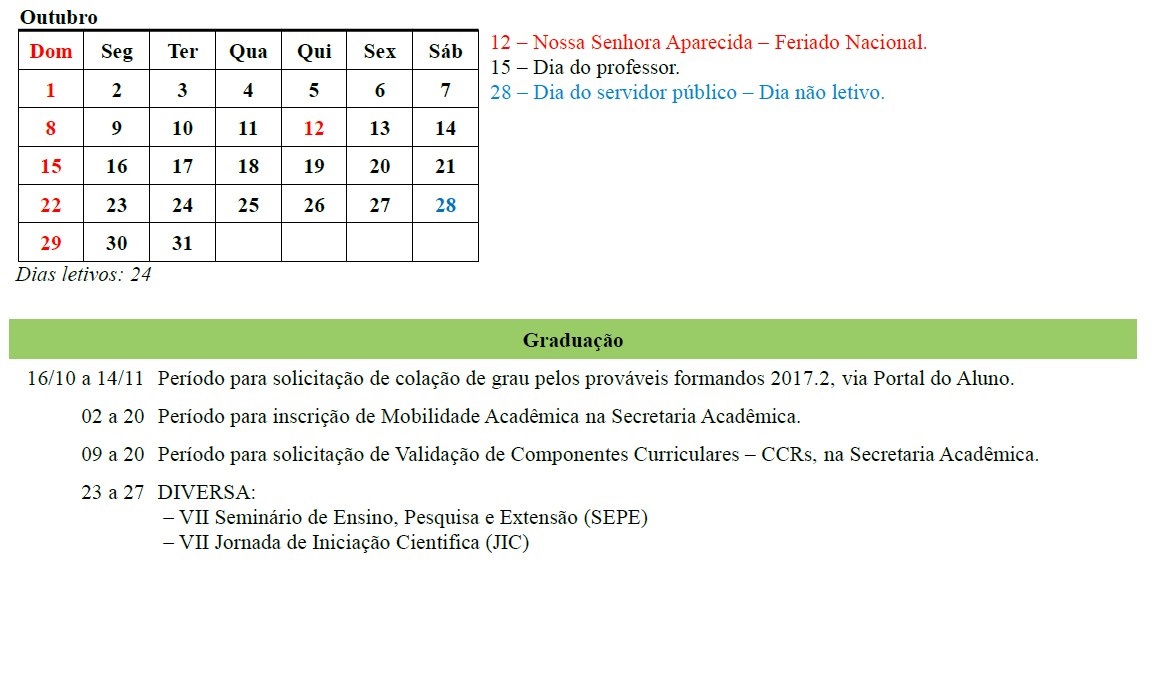 Outubro
Dom Seg Ter Qua Qui Sex Sáb
1 2 3 4 5 6 7
8 9 10 11 12 13 14
15 16 17 18 19 20 21
22 23 24 25 26 27 28
29 30 31
Dias letivos: 24
12 – Nossa Senhora Aparecida – Feriado Nacional.
15 – Dia do professor.
28 – Dia do servidor público – Dia não letivo.
Graduação
16/10 a 14/11 Período para solicitação de colação de grau pelos prováveis formandos 2017.2, via Portal do Aluno.
02 a 20 Período para inscrição de Mobilidade Acadêmica na Secretaria Acadêmica.
09 a 20 Período para solicitação de Validação de Componentes Curriculares – CCRs, na Secretaria Acadêmica.
23 a 27 DIVERSA:
– VII Seminário de Ensino, Pesquisa e Extensão (SEPE)
– VII Jornada de Iniciação Cientifica (JIC)